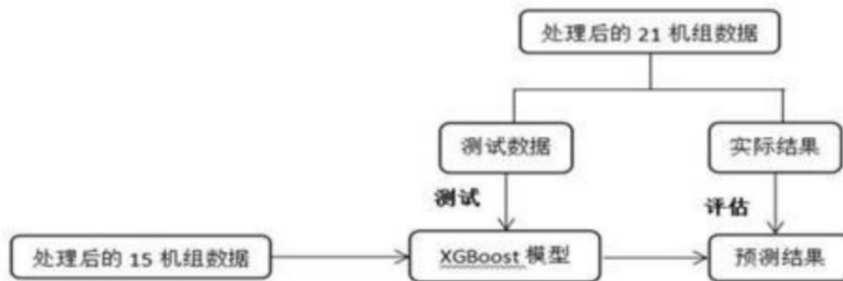 处理后的 21 机组数据
测试数据
实际结果
测试
评估
处理后的 15 机组数据
XGBoost 模型
预测结果